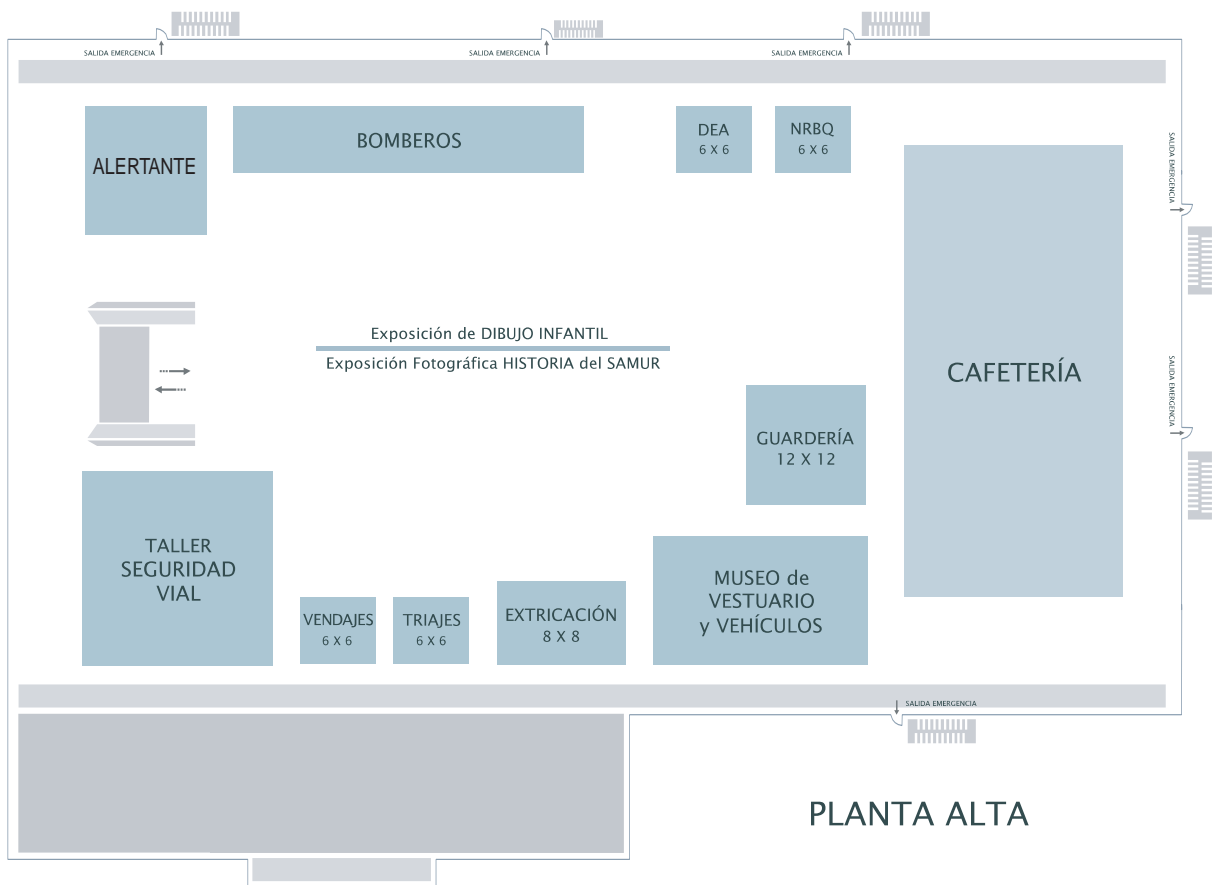 SALIDA EMERGENCIA
SALIDA EMERGENCIA
SALIDA EMERGENCIA
ALERTANTE
BOMBEROS
DEA
6 X 6
NRBQ
6 X 6
SALIDA EMERGENCIA
Exposición de DIBUJO INFANTIL
Exposición Fotográfica HISTORIA del SAMUR
CAFETERÍA
SALIDA EMERGENCIA
GUARDERÍA
12 X 12
TALLER
SEGURIDAD
VIAL
VENDAJES
6 X 6
TRIAJES
6 X 6
EXTRICACIÓN
8 X 8
MUSEO de
VESTUARIO
y VEHÍCULOS
SALIDA EMERGENCIA
PLANTA ALTA